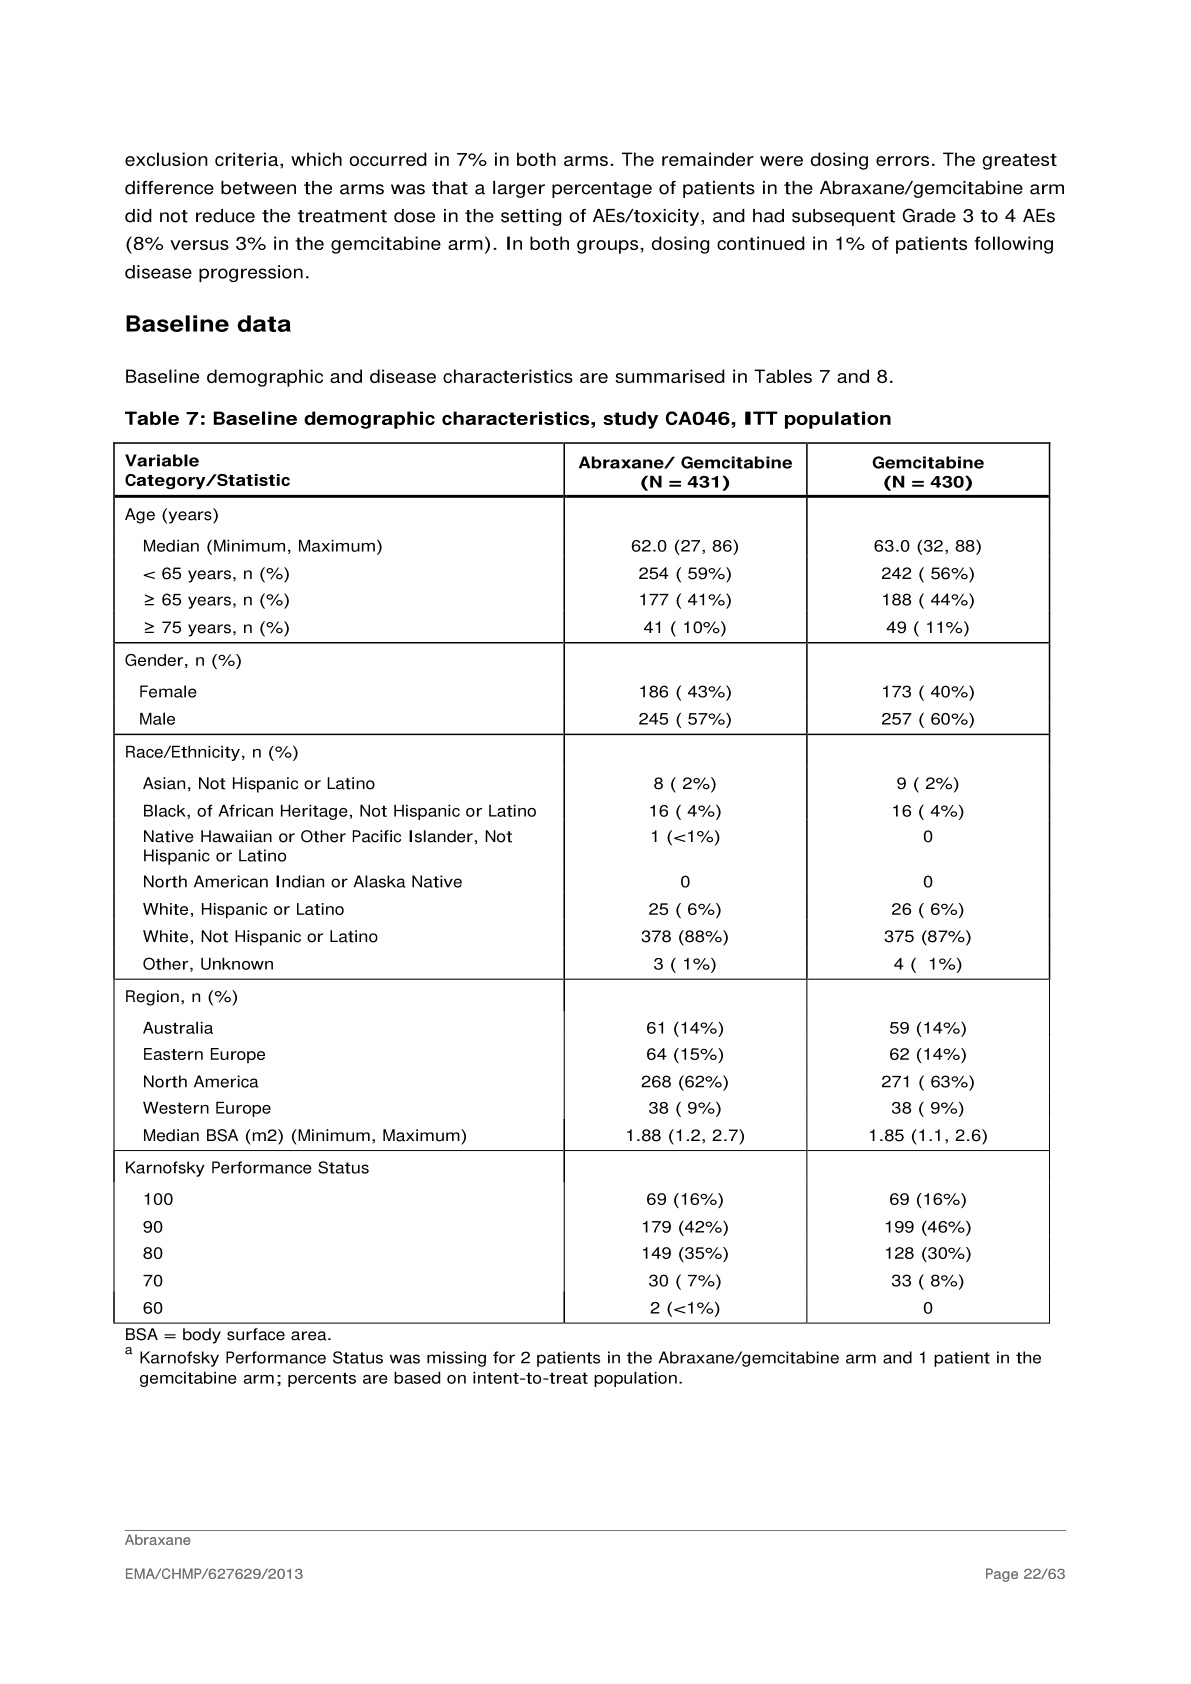 exclusion criteria, which occurred in 7% in both arms. The remainder were dosing errors. The greatest
difference between the arms was that a larger percentage of patients in the Abraxane/gemcitabine arm
did not reduce the treatment dose in the setting of AEs/toxicity, and had subsequent Grade 3 to 4 AEs
(8% versus 3% in the gemcitabine arm). In both groups, dosing continued in 1% of patients following
disease progression.
Baseline data
Baseline demographic and disease characteristics are summarised in Tables 7 and 8.
Table 7: Baseline demographic characteristics, study CA046, ITT population
Variable
Category/Statistic
Abraxane/ Gemcitabine
(N = 431)
Gemcitabine
(N = 430)
Age (years)
Median (Minimum, Maximum) 62.0 (27, 86) 63.0 (32, 88)
< 65 years, n (%) 254 ( 59%) 242 ( 56%)
≥ 65 years, n (%) 177 ( 41%) 188 ( 44%)
≥ 75 years, n (%) 41 ( 10%) 49 ( 11%)
Gender, n (%)
Female 186 ( 43%) 173 ( 40%)
Male 245 ( 57%) 257 ( 60%)
Race/Ethnicity, n (%)
Asian, Not Hispanic or Latino 8 ( 2%) 9 ( 2%)
Black, of African Heritage, Not Hispanic or Latino 16 ( 4%) 16 ( 4%)
Native Hawaiian or Other Pacific Islander, Not 1 (<1%) 0
Hispanic or Latino
North American Indian or Alaska Native 0 0
White, Hispanic or Latino 25 ( 6%) 26 ( 6%)
White, Not Hispanic or Latino 378 (88%) 375 (87%)
Other, Unknown 3 ( 1%) 4 (  1%)
Region, n (%)
Australia 61 (14%) 59 (14%)
Eastern Europe 64 (15%) 62 (14%)
North America 268 (62%) 271 ( 63%)
Western Europe 38 ( 9%) 38 ( 9%)
Median BSA (m2) (Minimum, Maximum) 1.88 (1.2, 2.7) 1.85 (1.1, 2.6)
Karnofsky Performance Status
100 69 (16%) 69 (16%)
90 179 (42%) 199 (46%)
80 149 (35%) 128 (30%)
70 30 ( 7%) 33 ( 8%)
60 2 (<1%) 0
BSA = body surface area.
a Karnofsky Performance Status was missing for 2 patients in the Abraxane/gemcitabine arm and 1 patient in the
gemcitabine arm; percents are based on intent-to-treat population.
Abraxane
EMA/CHMP/627629/2013 Page 22/63